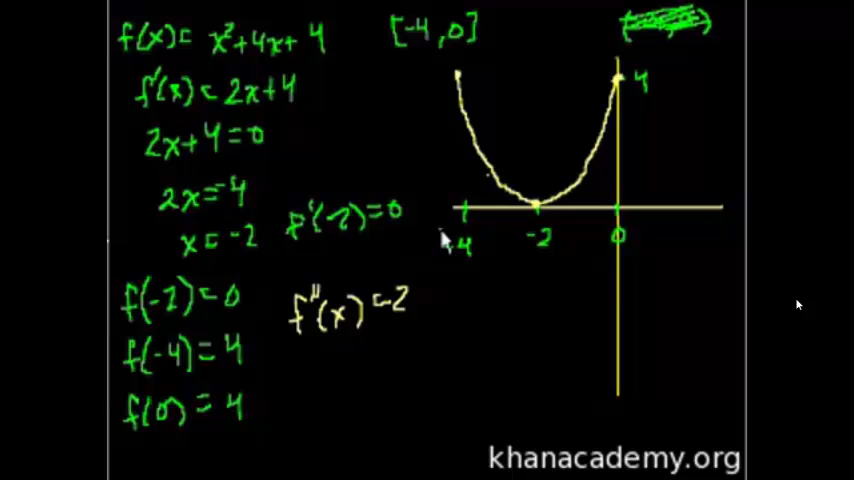 f(x) = x²+4x+4
[-4,0]
f'(x) = 2x+4
4
2x+4=0
2x=-4
f'(-2)=0
x = -2
-4
-2
0
f(-2)=0
f''(x) = 2
f(-4)=4
f(0)=4
khanacademy.org